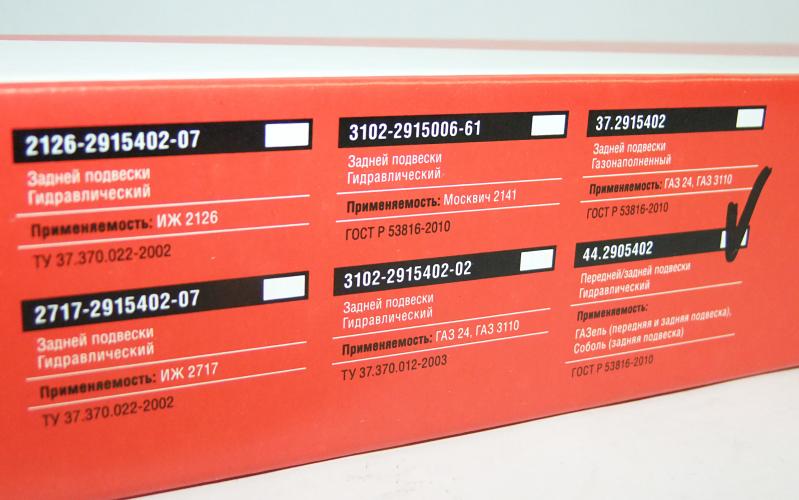 2126-2915402-07
Задней подвески
Гидравлический
Применяемость: ИЖ 2126
ТУ 37.370.022-2002
2717-2915402-07
Задней подвески
Гидравлический
Применяемость: ИЖ 2717
ТУ 37.370.022-2002
3102-2915006-61
Задней подвески
Гидравлический
Применяемость: Москвич 2141
ГОСТ Р 53816-2010
3102-2915402-02
Задней подвески
Гидравлический
Применяемость: ГАЗ 24, ГАЗ 3110
ТУ 37.370.012-2003
37.2915402
Задней подвески
Газонаполненный
Применяемость: ГАЗ 24, ГАЗ 3110
ГОСТ Р 53816-2010
44.2905402
Передней/задней подвески
Гидравлический
Применяемость:
ГАЗель (передняя и задняя подвеска),
Соболь (задняя подвеска)
ГОСТ Р 53816-2010